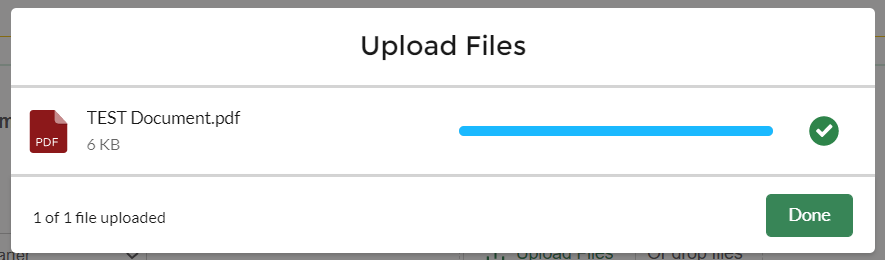 Upload Files
PDF
TEST Document.pdf
6 KB
1 of 1 file uploaded
Done
Upload Files
Or drop files